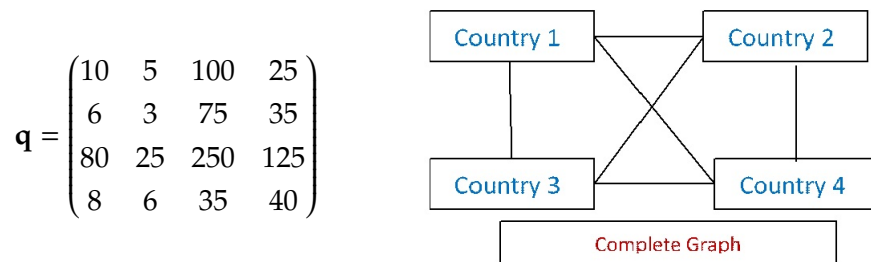 q = (10 5 100 25
6 3 75 35
80 25 250 125
8 6 35 40)
Country 1 Country 2
Country 3 Country 4
Complete Graph